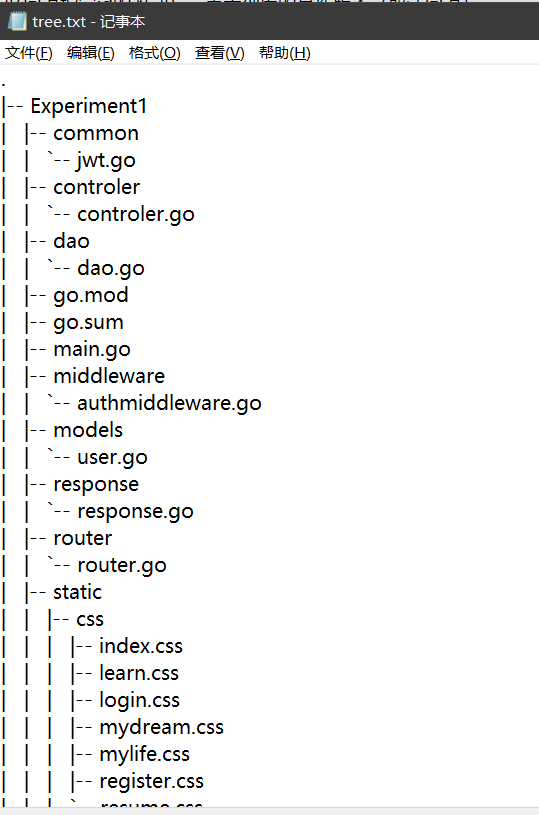 tree.txt - 记事本
文件(F) 编辑(E) 格式(O) 查看(V) 帮助(H)
.
|-- Experiment1
|   |-- common
|   |   `-- jwt.go
|   |-- controler
|   |   `-- controler.go
|   |-- dao
|   |   `-- dao.go
|   |-- go.mod
|   |-- go.sum
|   |-- main.go
|   |-- middleware
|   |   `-- authmiddleware.go
|   |-- models
|   |   `-- user.go
|   |-- response
|   |   `-- response.go
|   |-- router
|   |   `-- router.go
|   |-- static
|   |   |-- css
|   |   |   |-- index.css
|   |   |   |-- learn.css
|   |   |   |-- login.css
|   |   |   |-- mydream.css
|   |   |   |-- mylife.css
|   |   |   |-- register.css
|   |   |   `-- resume.css